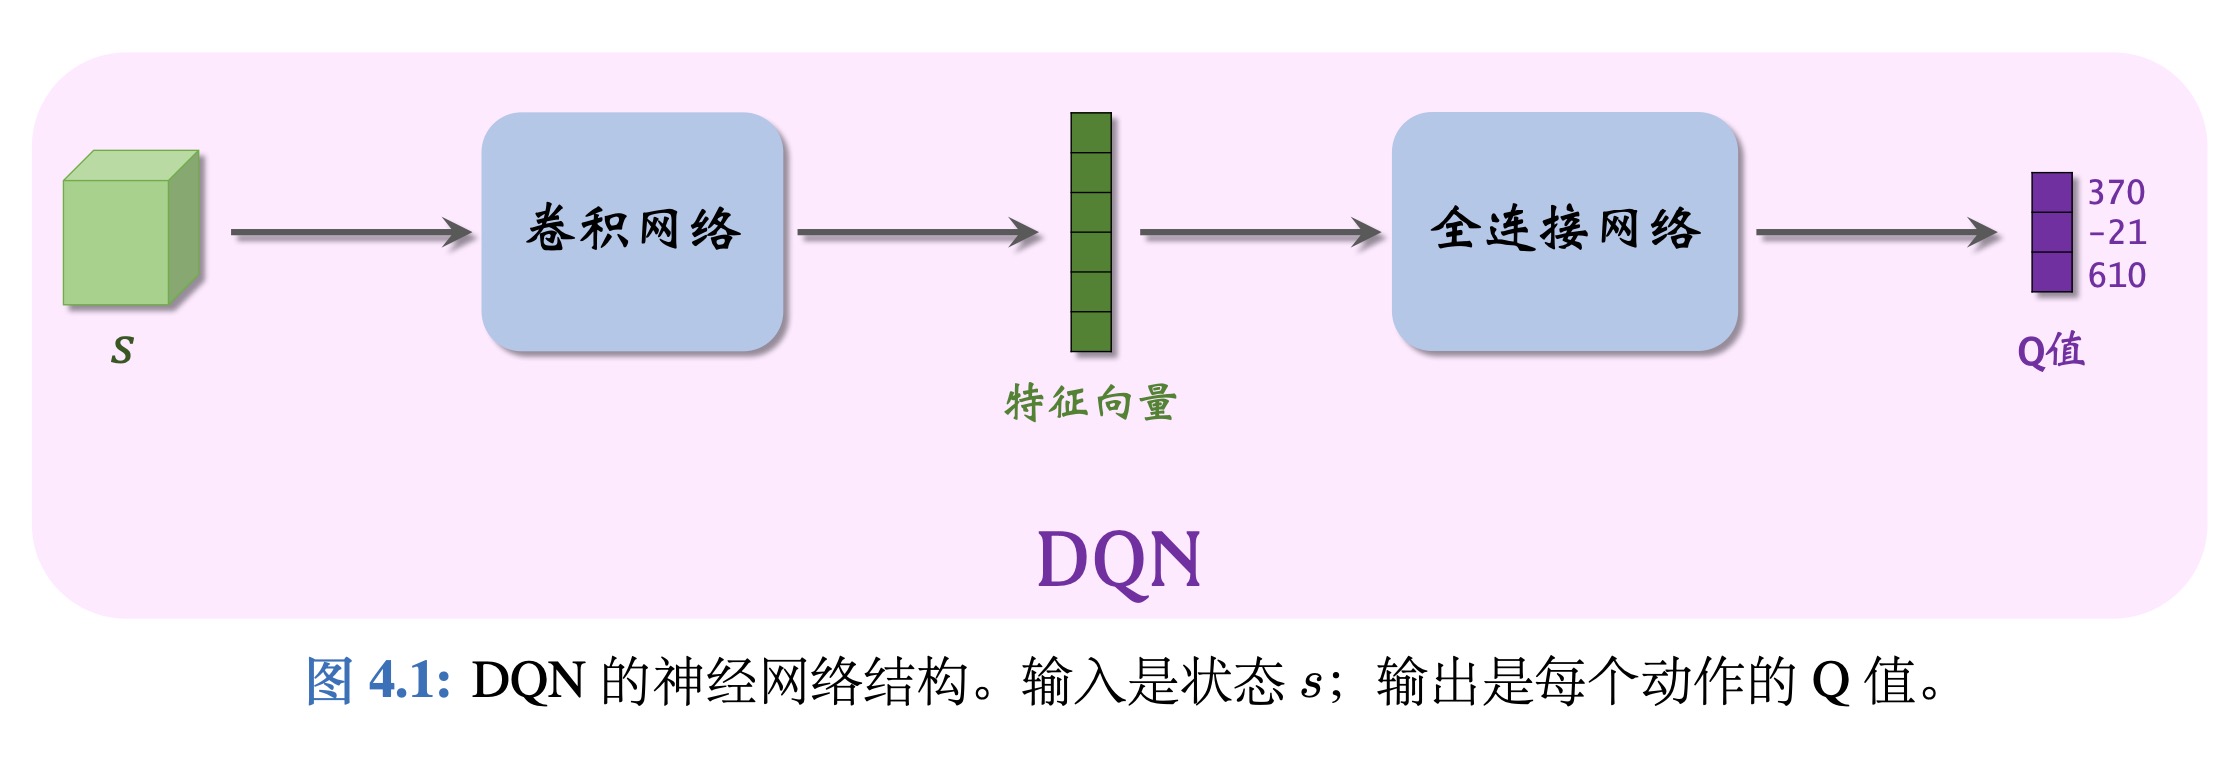 卷积网络
全连接网络
370
-21
610
s
Q值
特征向量
DQN
图 4.1: DQN 的神经网络结构。输入是状态 s；输出是每个动作的 Q 值。